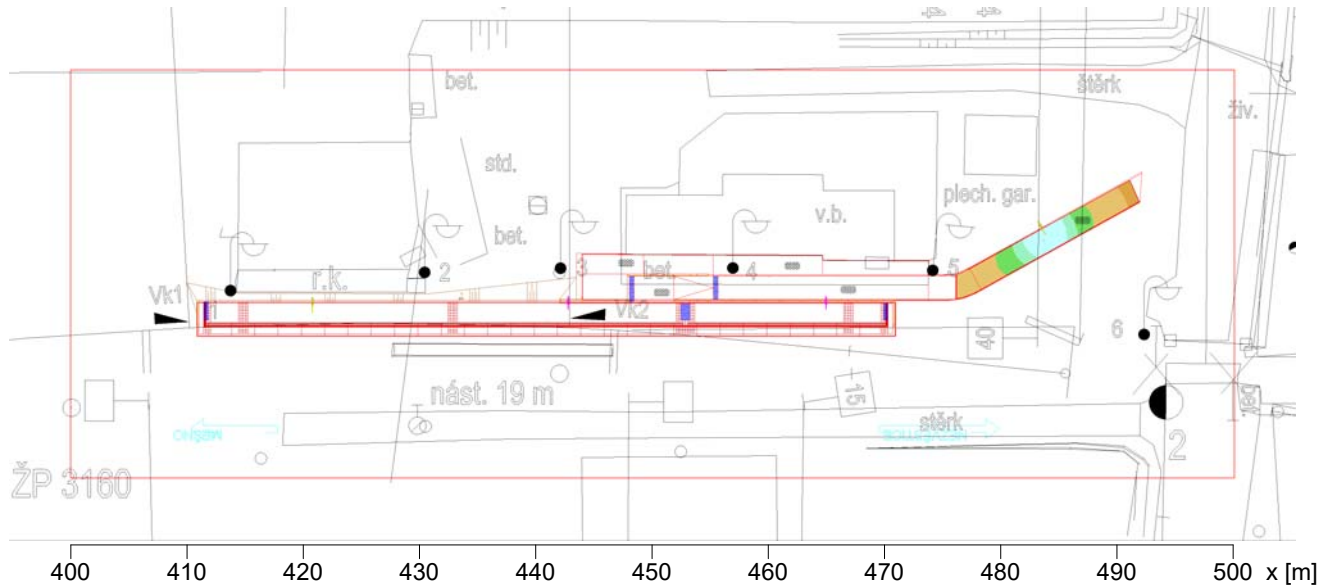 bet.
štěrk
živ.
std.
plech. gar.
v.b.
bet.
bet.
r.k.
2
3
4
5
Vk1
1
Vk2
6
40
nást. 19 m
15
štěrk
2
ŽP 3160
400 410 420 430 440 450 460 470 480 490 500 x [m]